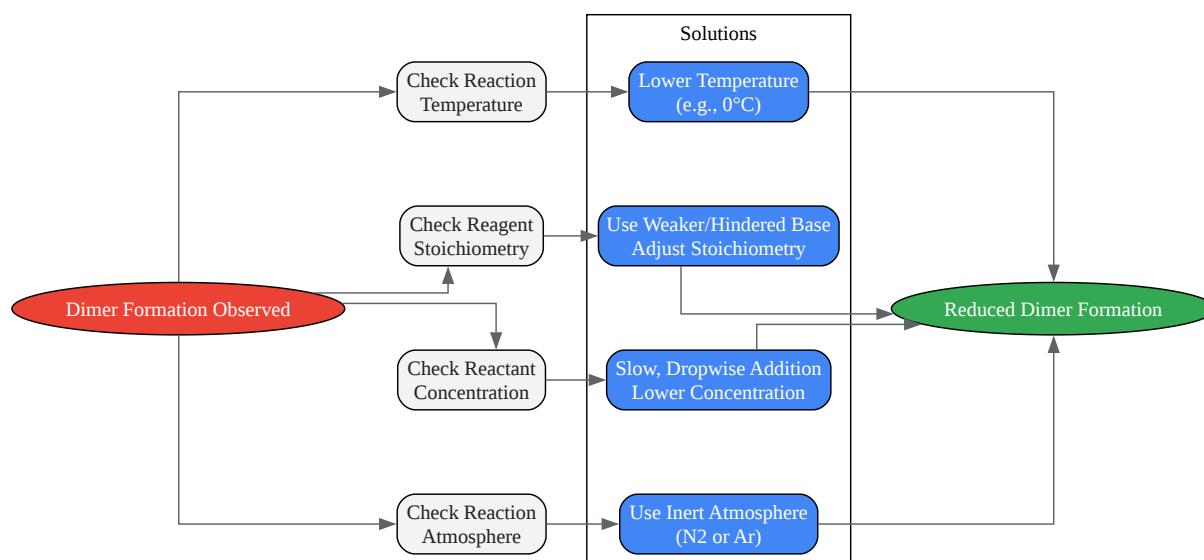 Solutions
Check Reaction
Temperature
Lower Temperature
(e.g., 0°C)
Check Reagent
Stoichiometry
Use Weaker/Hindered Base
Adjust Stoichiometry
Dimer Formation Observed
Reduced Dimer Formation
Check Reactant
Concentration
Slow, Dropwise Addition
Lower Concentration
Check Reaction
Atmosphere
Use Inert Atmosphere
(N2 or Ar)